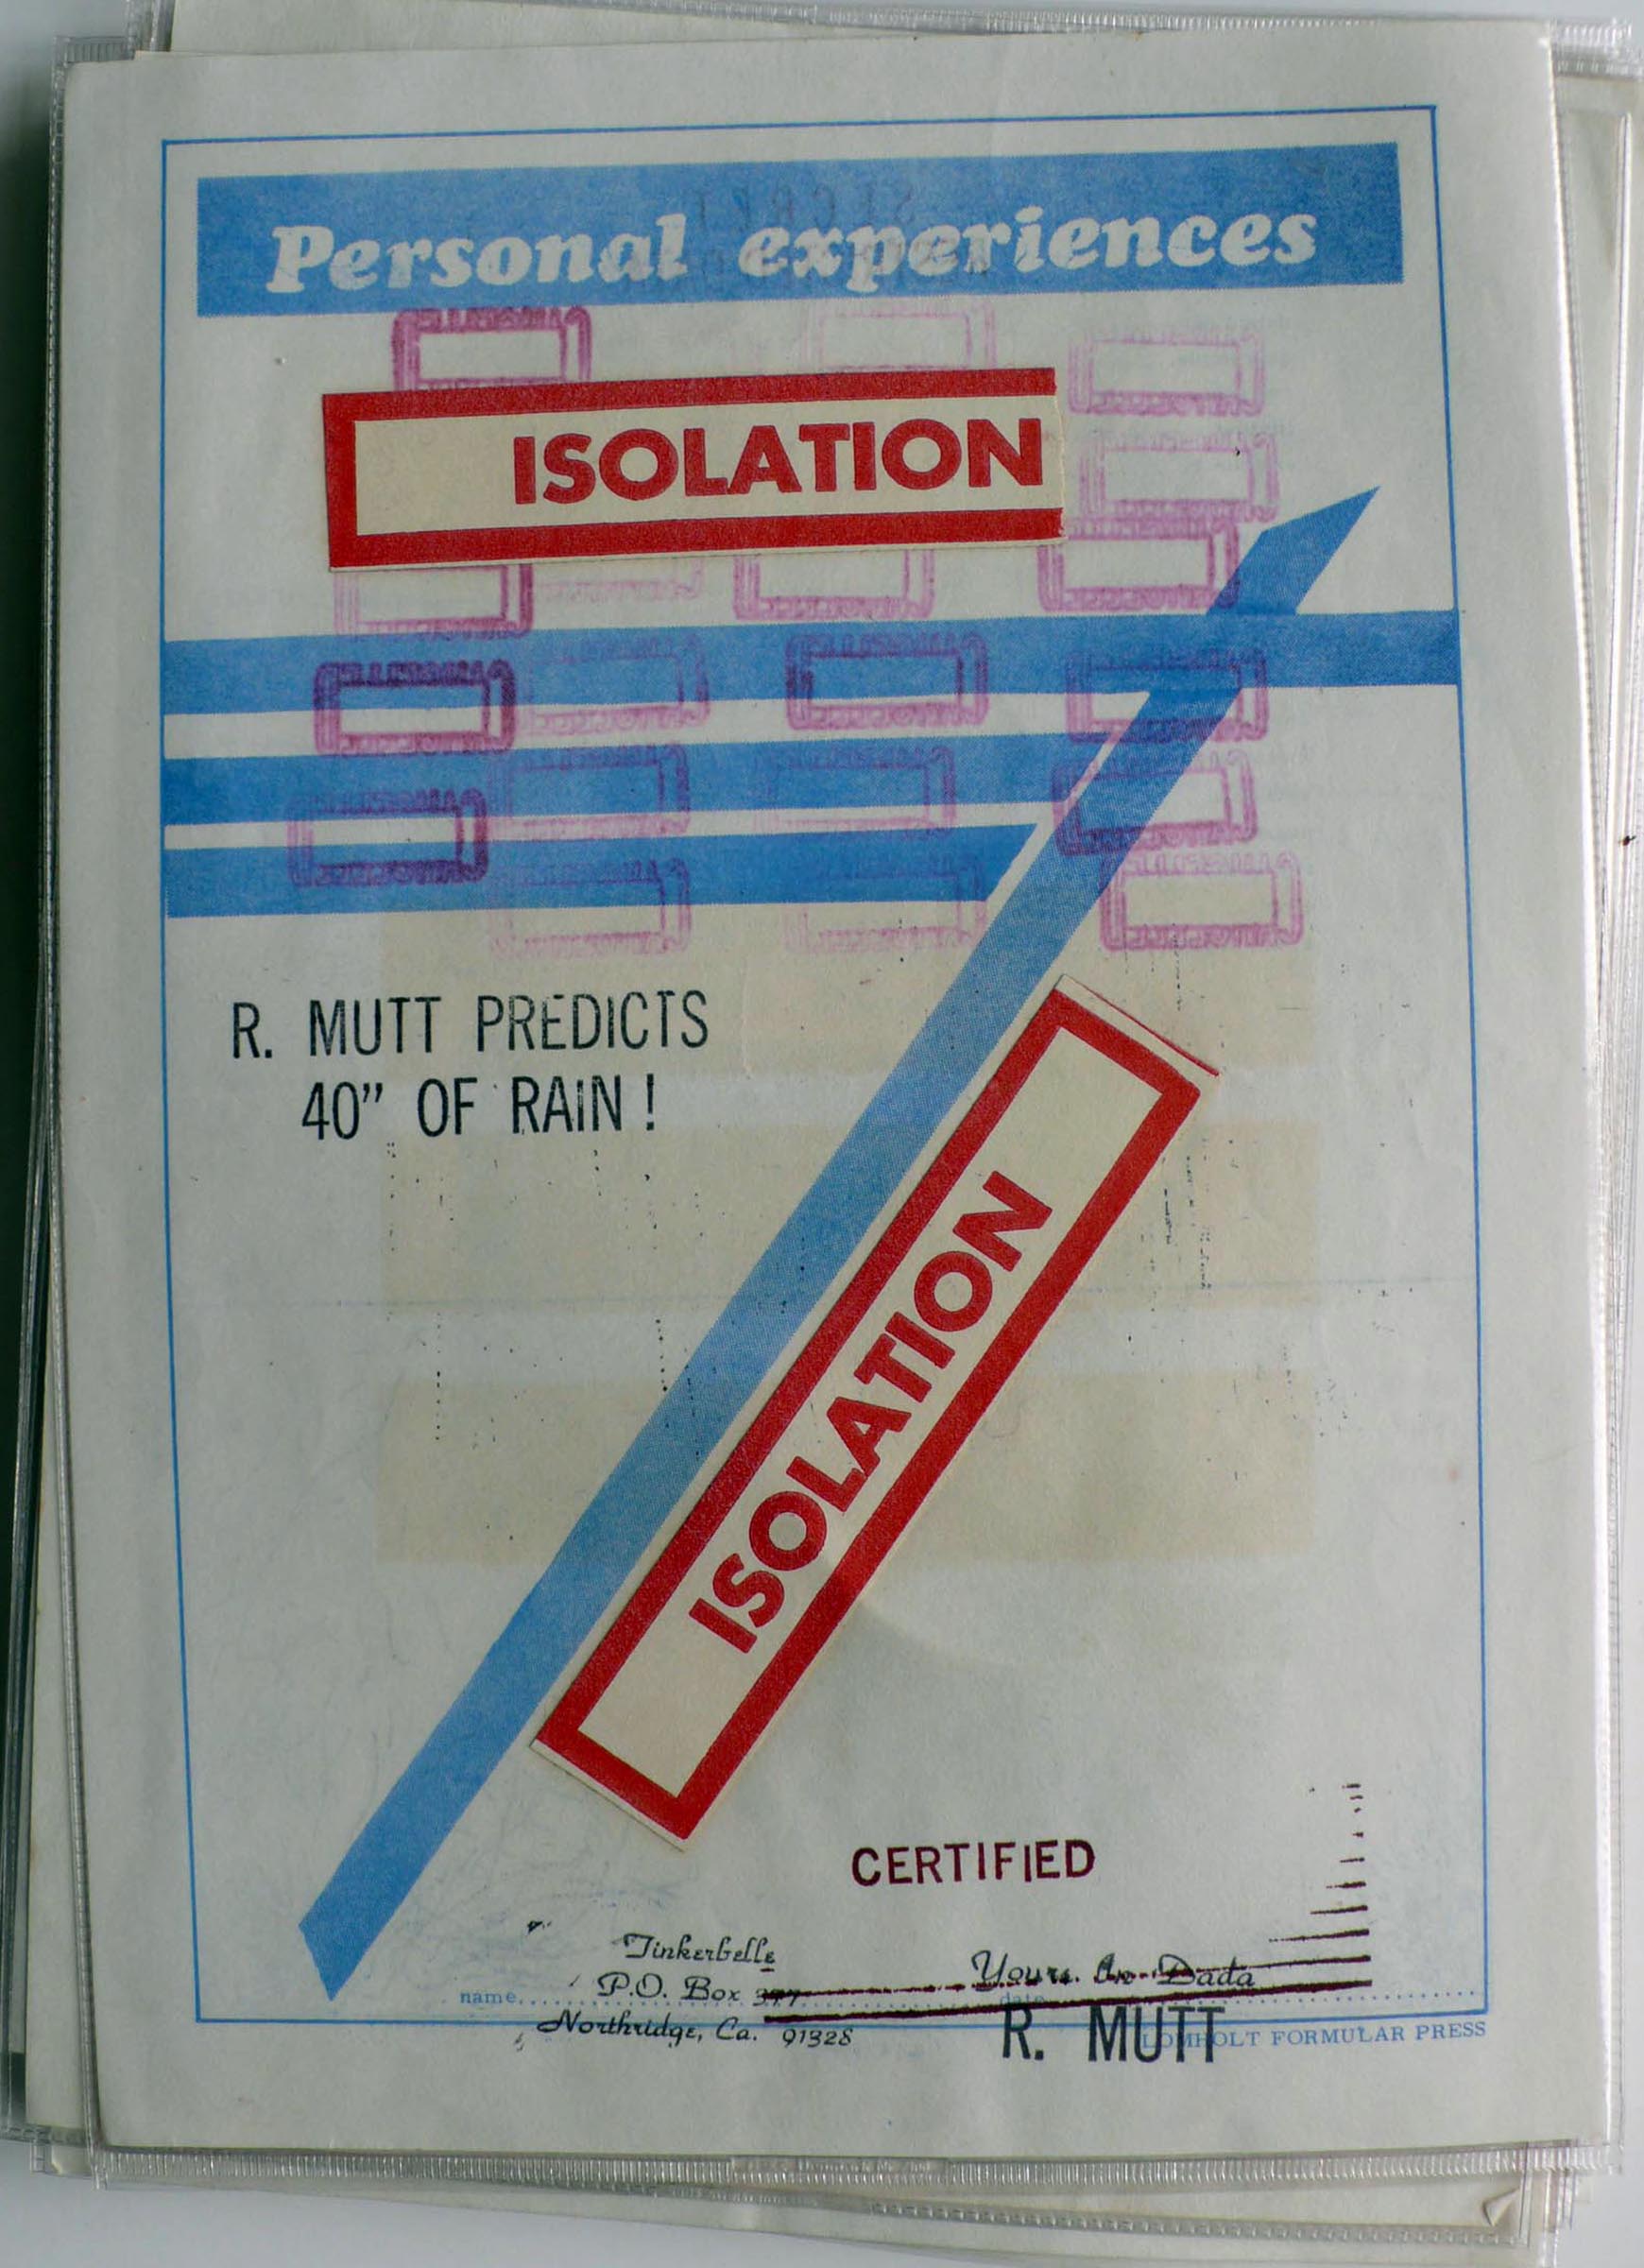 Personal experiences
ISOLATION
R. MUTT PREDICTS
40” OF RAIN !
ISOLATION
CERTIFIED
Tinkerbelle
P.O. Box
Northridge, Ca. 91328
Yours In Dada
R. MUTT
name
date
LOMHOLT FORMULAR PRESS